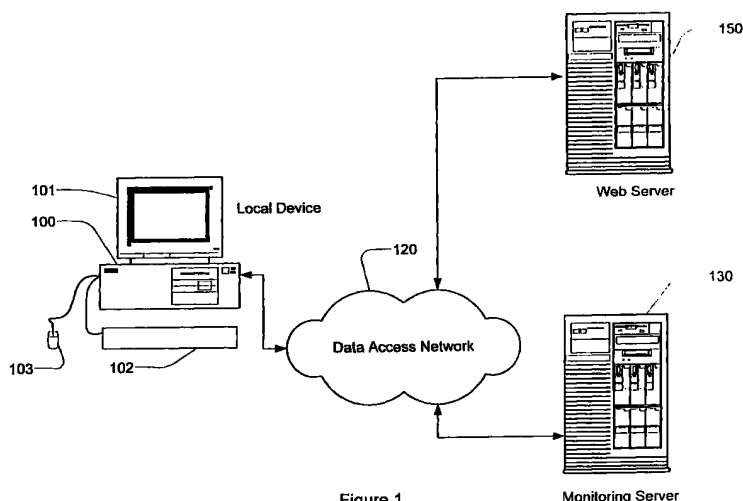 150
Web Server
101
Local Device
100
120
130
Data Access Network
103
102
Figure 1
Monitoring Server